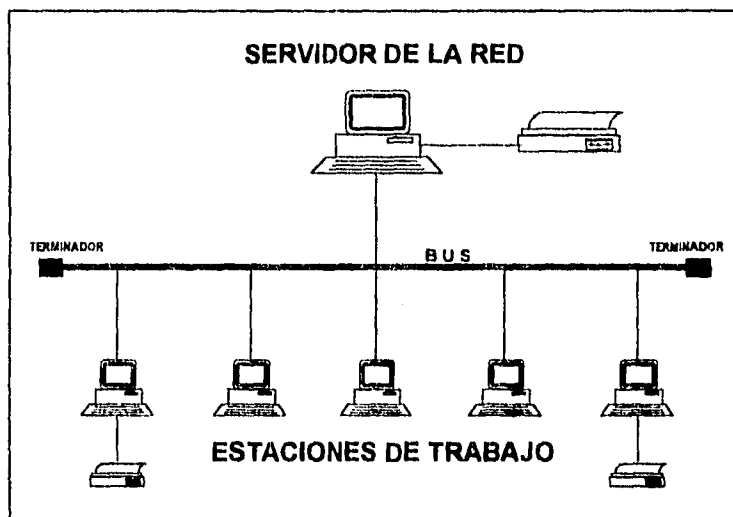 SERVIDOR DE LA RED
TERMINADOR
BUS
TERMINADOR
ESTACIONES DE TRABAJO